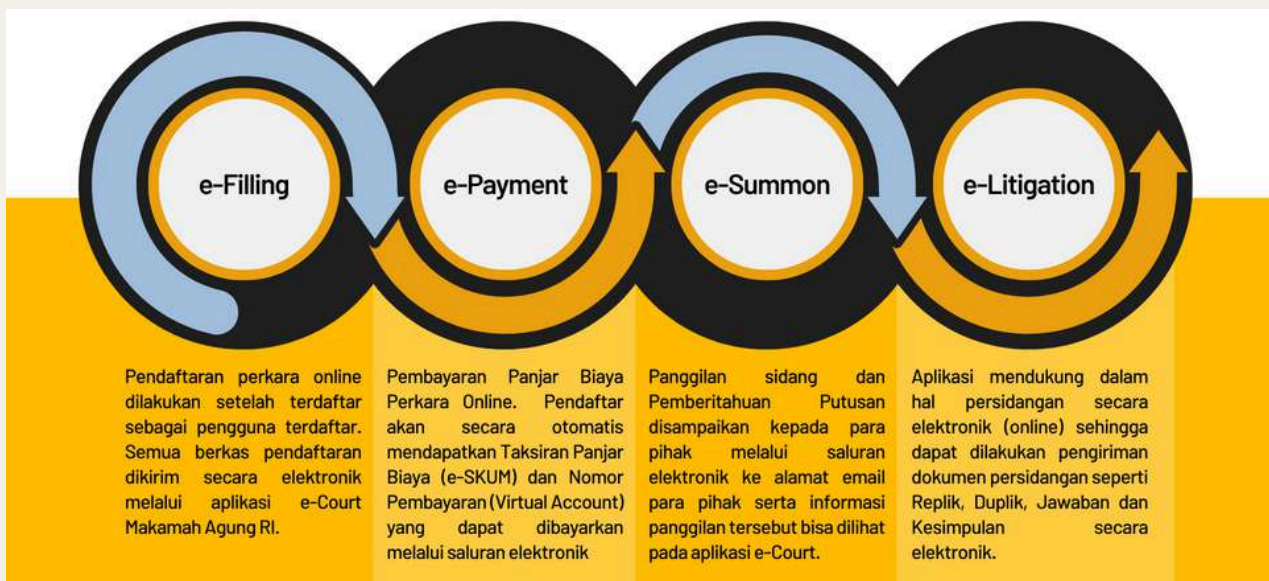 e-Filling
e-Payment
e-Summon
e-Litigation
Pendaftaran perkara online
dilakukan setelah terdaftar
sebagai pengguna terdaftar.
Semua berkas pendaftaran
dikirim secara elektronik
melalui aplikasi e-Court
Makamah Agung RI.
Pembayaran Panjar Biaya
Perkara Online. Pendaftar
akan secara otomatis
mendapatkan Taksiran Panjar
Biaya (e-SKUM) dan Nomor
Pembayaran (Virtual Account)
yang dapat dibayarkan
melalui saluran elektronik
Panggilan sidang dan
Pemberitahuan Putusan
disampaikan kepada para
pihak melalui saluran
elektronik ke alamat email
para pihak serta informasi
panggilan tersebut bisa dilihat
pada aplikasi e-Court.
Aplikasi mendukung dalam
hal persidangan secara
elektronik (online) sehingga
dapat dilakukan pengiriman
dokumen persidangan seperti
Replik, Duplik, Jawaban dan
Kesimpulan secara
elektronik.